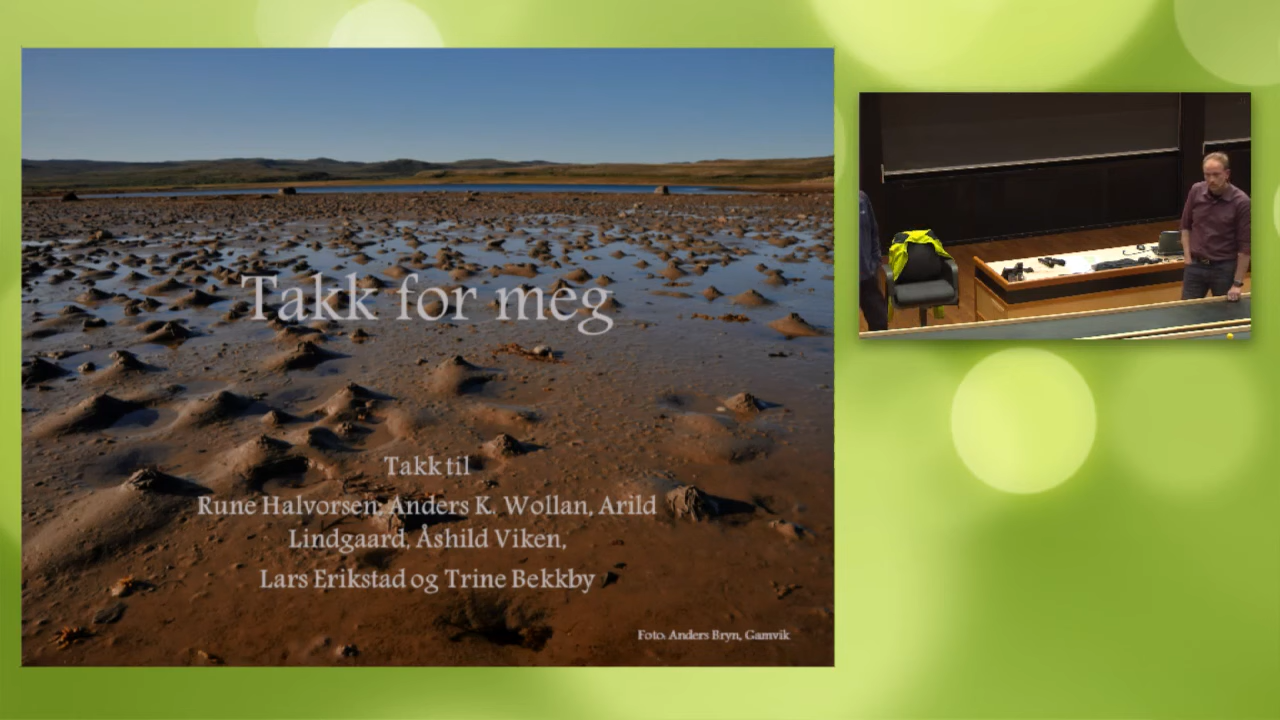 Takk for meg
Takk til
Rune Halvorsen, Anders K. Wollan, Arild
Lindgaard, Åshild Viken,
Lars Erikstad og Trine Bekkby
Foto: Anders Bryn, Gamvik